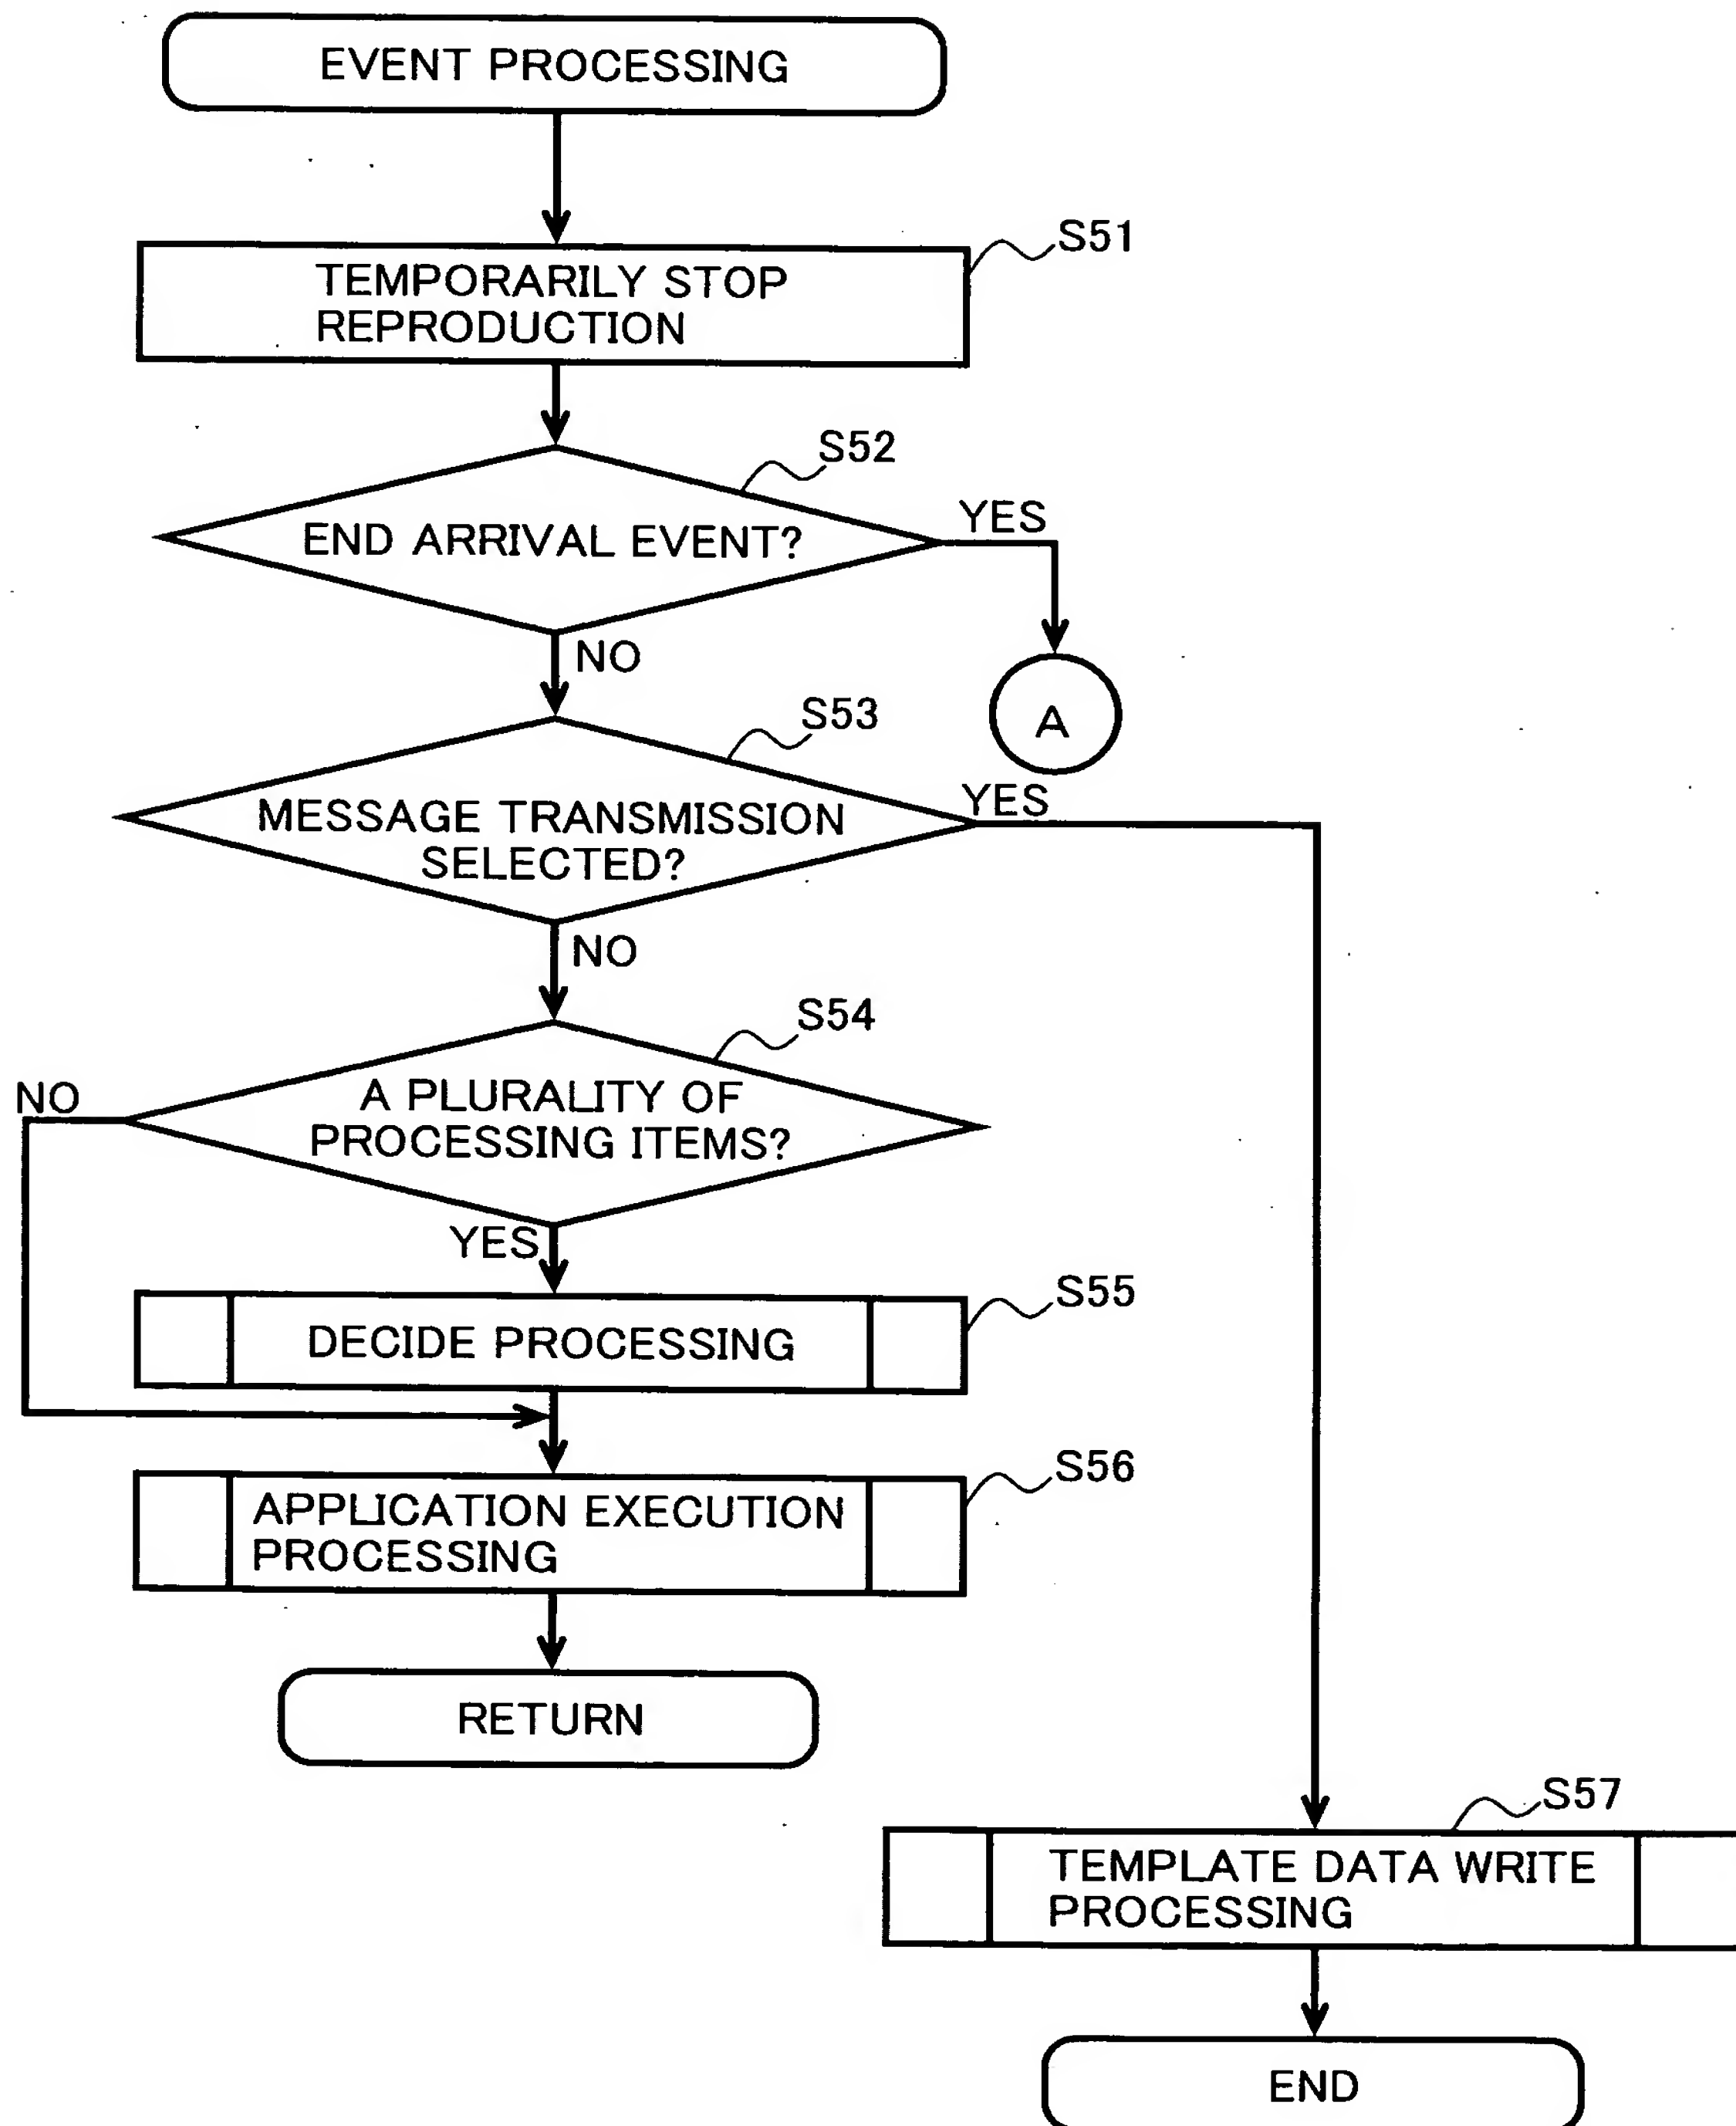 EVENT PROCESSING
S51
TEMPORARILY STOP
REPRODUCTION
S52
END ARRIVAL EVENT?
YES
NO
A
S53
MESSAGE TRANSMISSION
SELECTED?
YES
NO
S54
A PLURALITY OF
PROCESSING ITEMS?
NO
YES
S55
DECIDE PROCESSING
S56
APPLICATION EXECUTION
PROCESSING
RETURN
S57
TEMPLATE DATA WRITE
PROCESSING
END